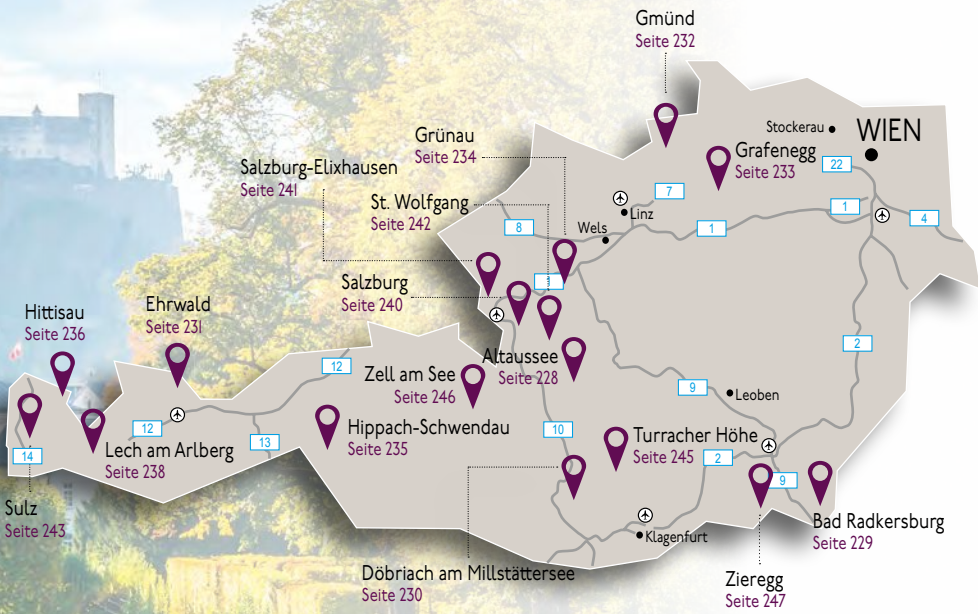 Gmünd
Seite 232
Stockerau
WIEN
Grünau
Seite 234
Grafenegg
Seite 233
22
Salzburg-Elixhausen
Seite 241
St. Wolfgang
Seite 242
7
Linz
1
4
8
Wels
1
Salzburg
Seite 240
Hittisau
Seite 236
Ehrwald
Seite 231
2
Altaussee
Seite 228
12
Zell am See
Seite 246
9
Leoben
12
13
Hippach-Schwendau
Seite 235
10
Turracher Höhe
Seite 245
Lech am Arlberg
Seite 238
14
2
9
Sulz
Seite 243
Bad Radkersburg
Seite 229
Klagenfurt
Döbriach am Millstättersee
Seite 230
Zieregg
Seite 247